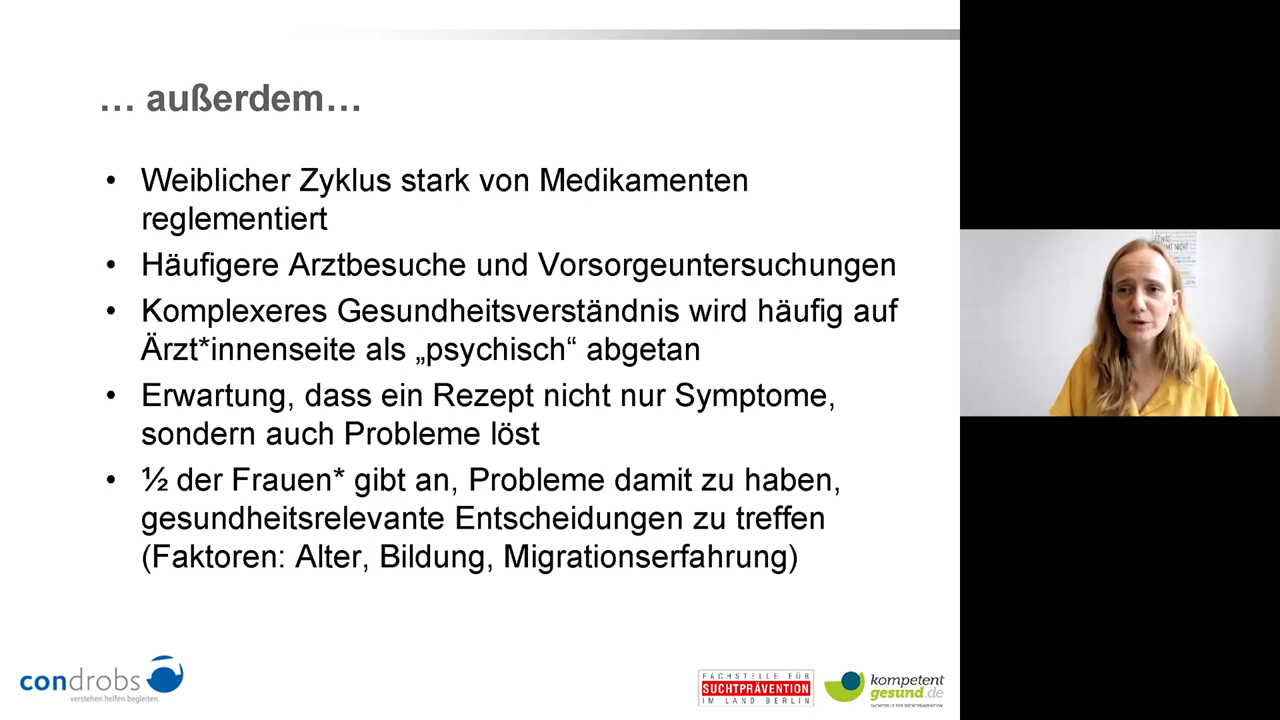 … außerdem…
• Weiblicher Zyklus stark von Medikamenten
reglementiert
• Häufigere Arztbesuche und Vorsorgeuntersuchungen
• Komplexeres Gesundheitsverständnis wird häufig auf
Ärzt*innenseite als „psychisch“ abgetan
• Erwartung, dass ein Rezept nicht nur Symptome,
sondern auch Probleme löst
• ½ der Frauen* gibt an, Probleme damit zu haben,
gesundheitsrelevante Entscheidungen zu treffen
(Faktoren: Alter, Bildung, Migrationserfahrung)
condrobs
verstehen.helfen.begleiten.
FACHSTELLE FÜR
SUCHTPRÄVENTION
IM LAND BERLIN
kompetent
gesund.de
FACHSTELLE FÜR SUCHTPRÄVENTION